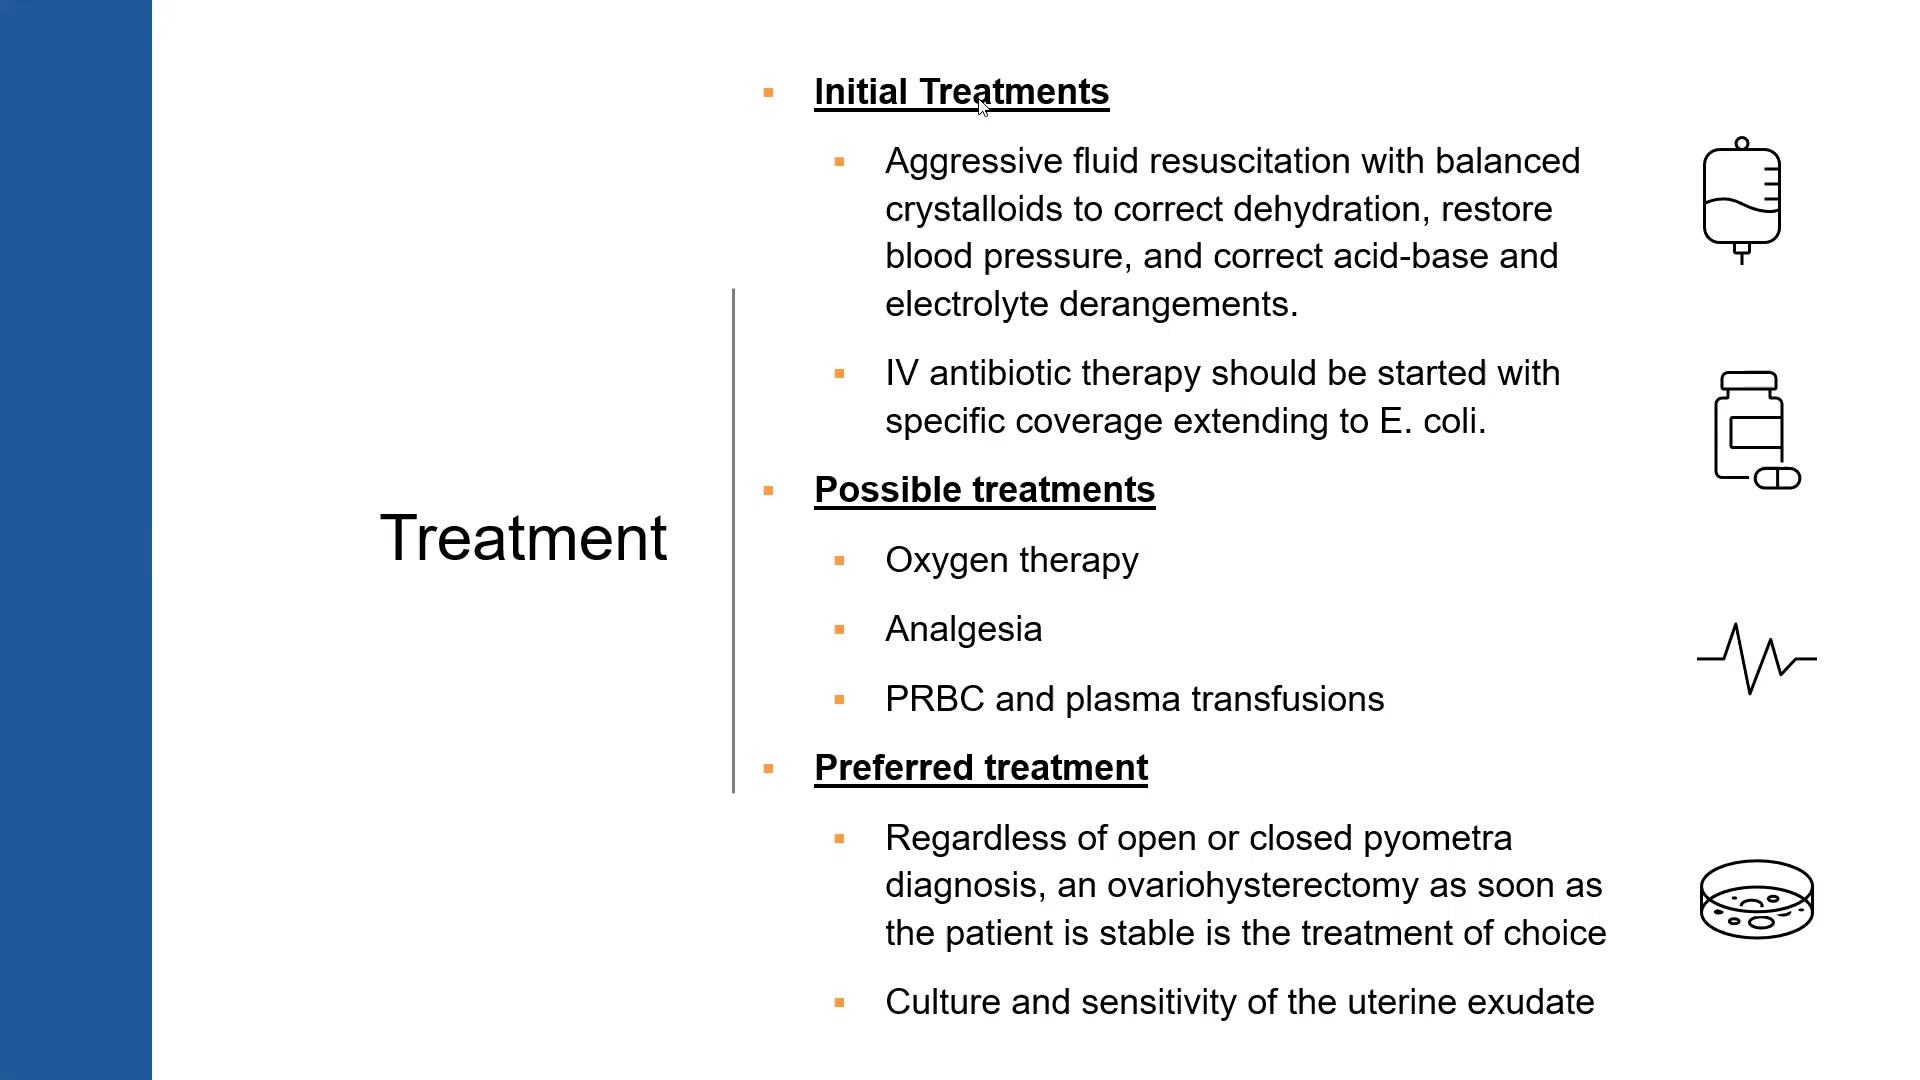 Treatment
Initial Treatments
Aggressive fluid resuscitation with balanced
crystalloids to correct dehydration, restore
blood pressure, and correct acid-base and
electrolyte derangements.
IV antibiotic therapy should be started with
specific coverage extending to E. coli.
Possible treatments
Oxygen therapy
Analgesia
PRBC and plasma transfusions
Preferred treatment
Regardless of open or closed pyometra
diagnosis, an ovariohysterectomy as soon as
the patient is stable is the treatment of choice
Culture and sensitivity of the uterine exudate